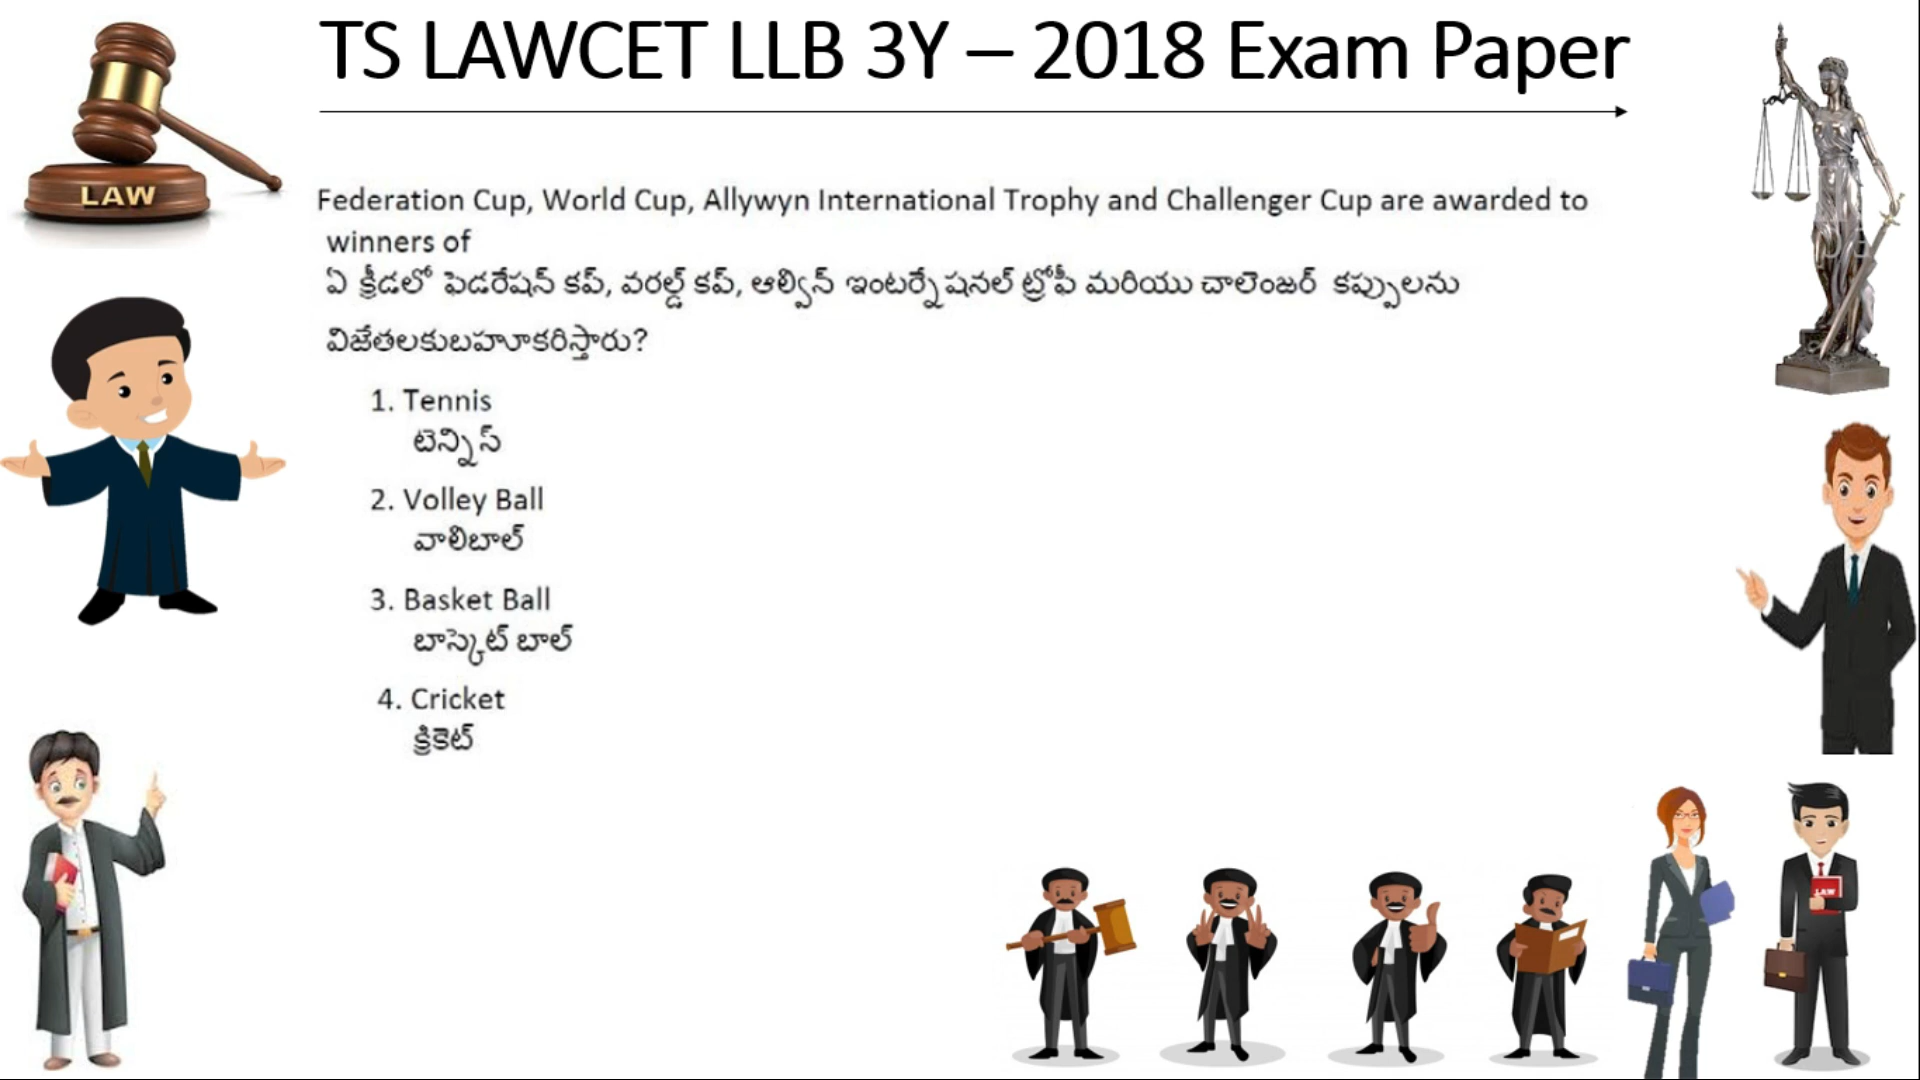 TS LAWCET LLB 3Y – 2018 Exam Paper
LAW
Federation Cup, World Cup, Allywyn International Trophy and Challenger Cup are awarded to
winners of
ఏ క్రీడలో ఫెడరేషన్ కప్, వరల్డ్ కప్, ఆల్విన్ ఇంటర్నేషనల్ ట్రోఫీ మరియు చాలెంజర్ కప్పులను
విజేతలకుబహూకరిస్తారు?
1. Tennis
టెన్నిస్
2. Volley Ball
వాలిబాల్
3. Basket Ball
బాస్కెట్ బాల్
4. Cricket
క్రికెట్
LAW